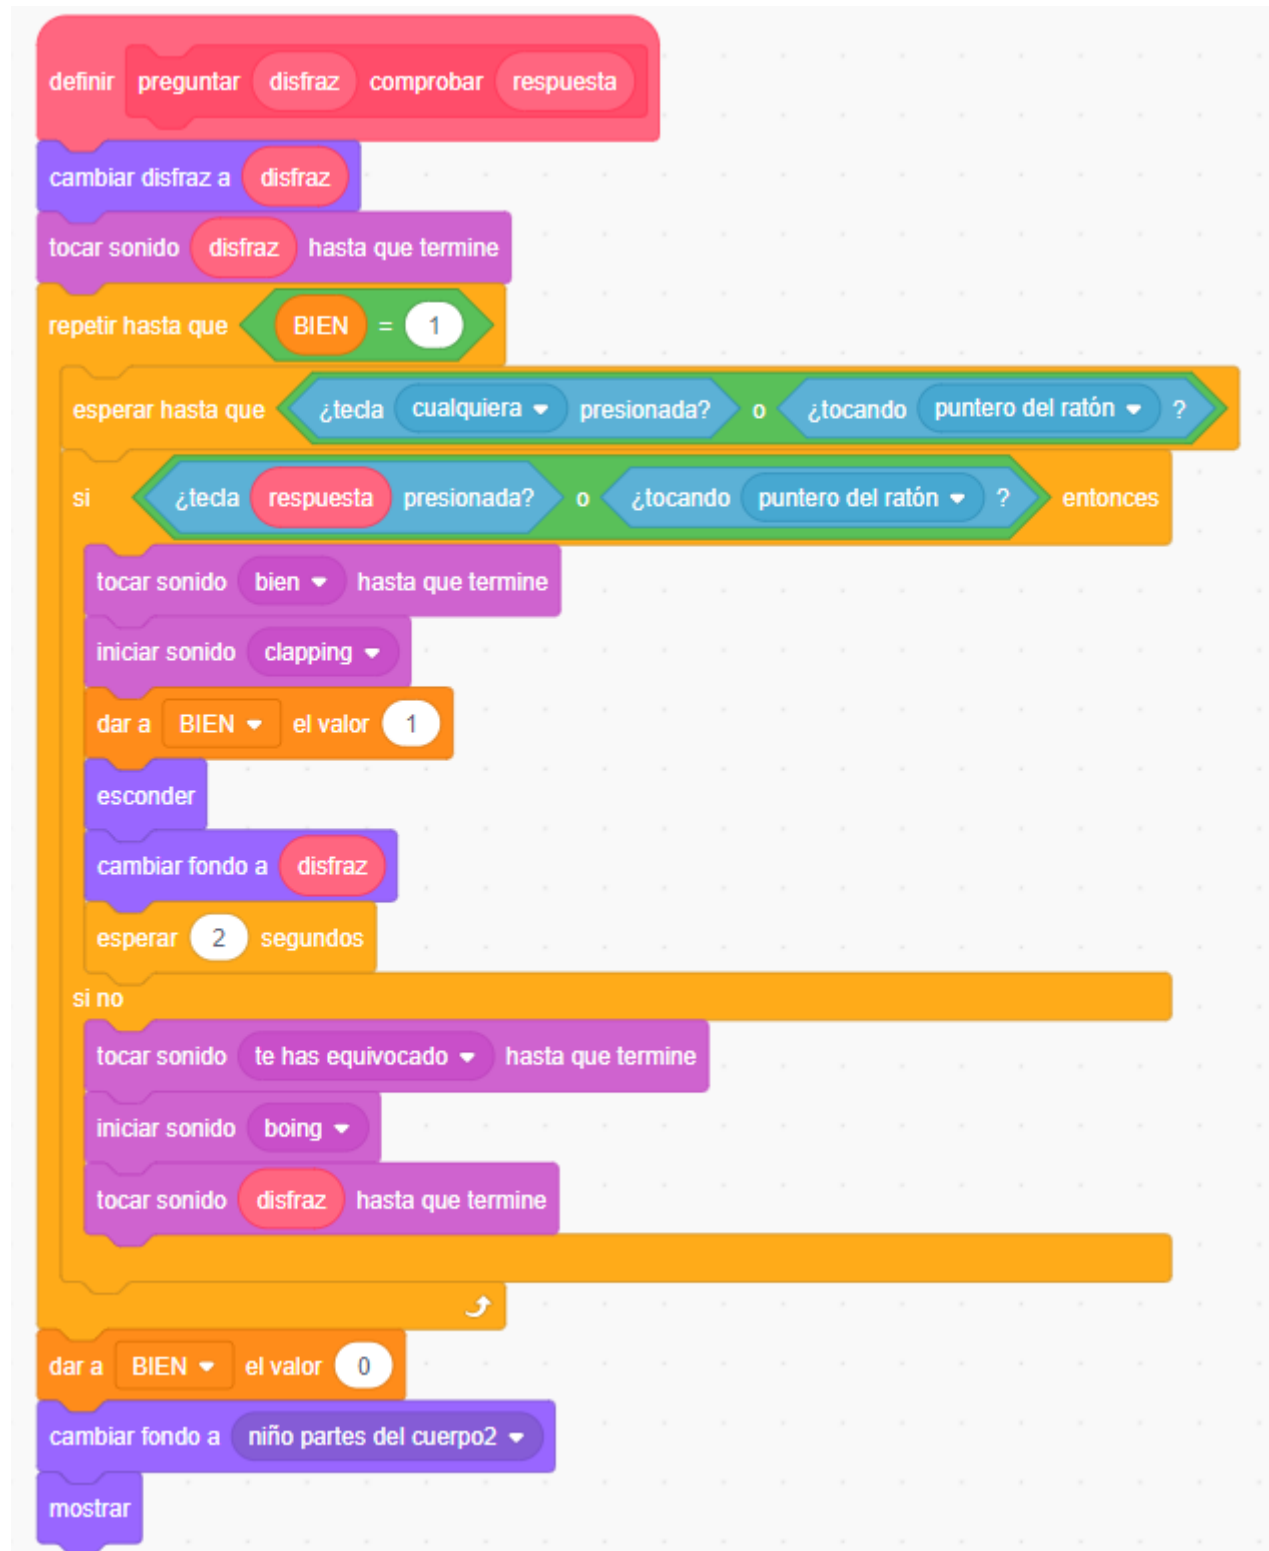 definir preguntar disfraz comprobar respuesta
cambiar disfraz a disfraz
tocar sonido disfraz hasta que termine
repetir hasta que BIEN = 1
esperar hasta que ¿tecla cualquiera presionada? o ¿tocando puntero del ratón ?
si ¿tecla respuesta presionada? o ¿tocando puntero del ratón ? entonces
tocar sonido bien hasta que termine
iniciar sonido clapping
dar a BIEN el valor 1
esconder
cambiar fondo a disfraz
esperar 2 segundos
si no
tocar sonido te has equivocado hasta que termine
iniciar sonido boing
tocar sonido disfraz hasta que termine
dar a BIEN el valor 0
cambiar fondo a niño partes del cuerpo2
mostrar